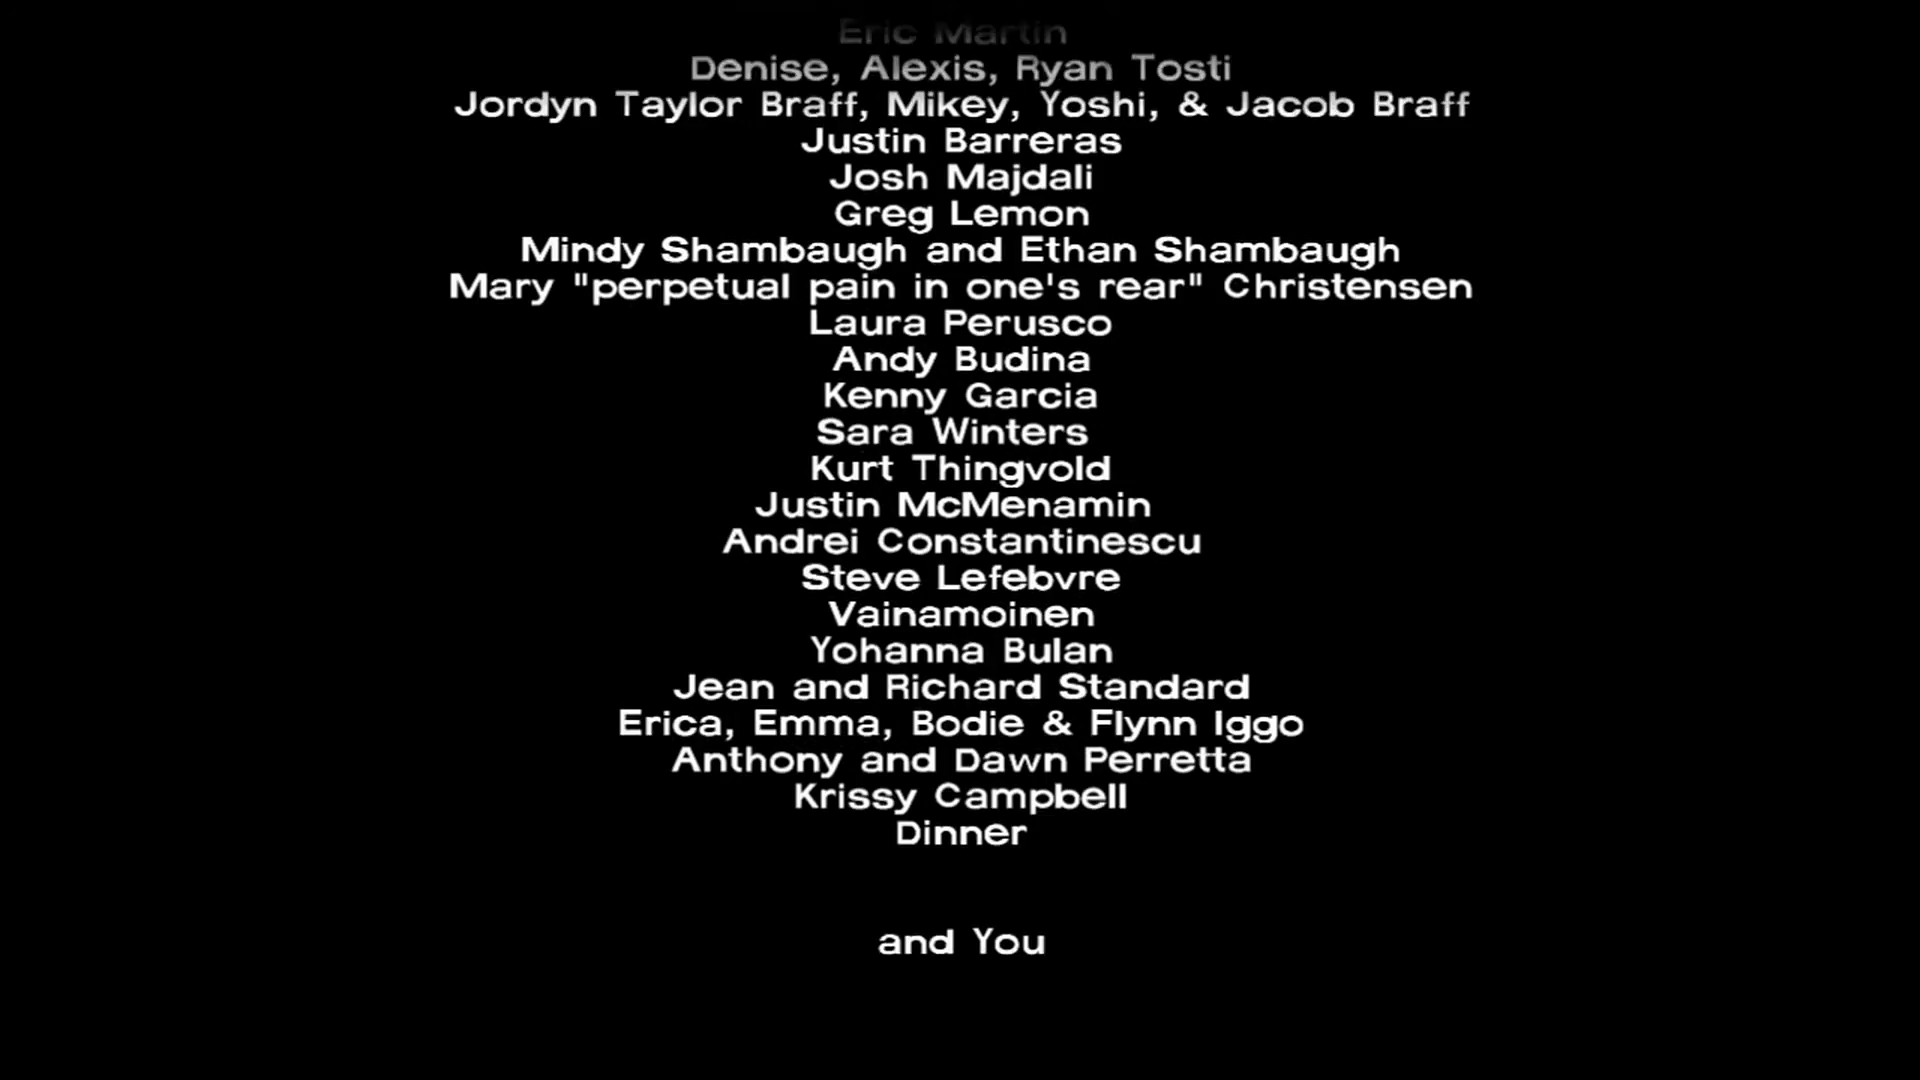 Eric Martin
Denise, Alexis, Ryan Tosti
Jordyn Taylor Braff, Mikey, Yoshi, & Jacob Braff
Justin Barreras
Josh Majdali
Greg Lemon
Mindy Shambaugh and Ethan Shambaugh
Mary "perpetual pain in one's rear" Christensen
Laura Perusco
Andy Budina
Kenny Garcia
Sara Winters
Kurt Thingvold
Justin McMenamin
Andrei Constantinescu
Steve Lefebvre
Vainamoinen
Yohanna Bulan
Jean and Richard Standard
Erica, Emma, Bodie & Flynn Iggo
Anthony and Dawn Perretta
Krissy Campbell
Dinner
and You